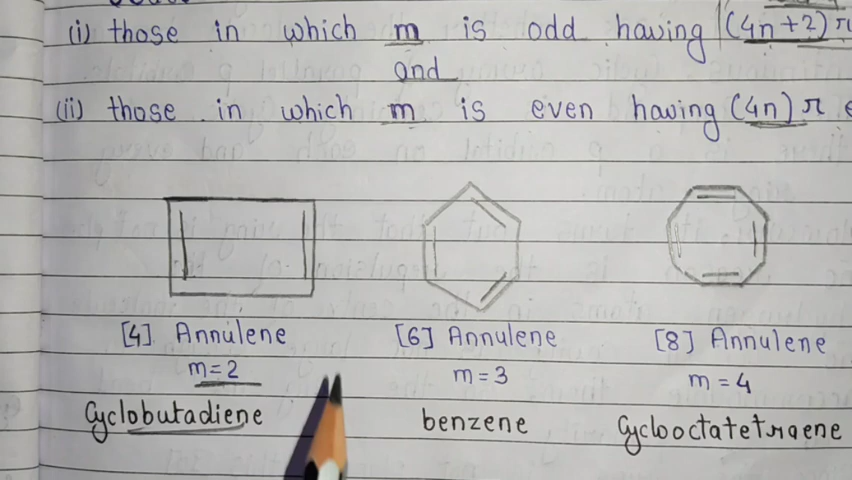 (i) those in which m is odd having (4n+2) π
and
(ii) those in which m is even having (4n) π e
[4] Annulene [6] Annulene [8] Annulene
m=2 m=3 m=4
Cyclobutadiene benzene Cyclooctatetraene